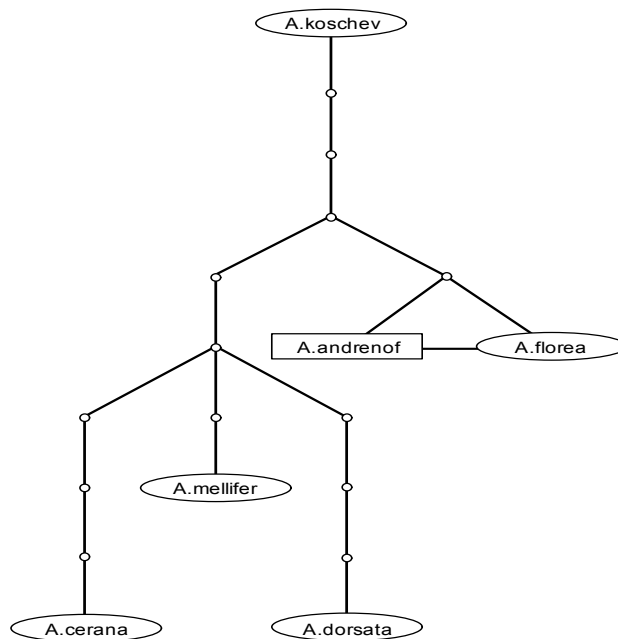 A.koschev
A.andrenof
A.florea
A.mellifer
A.cerana
A.dorsata